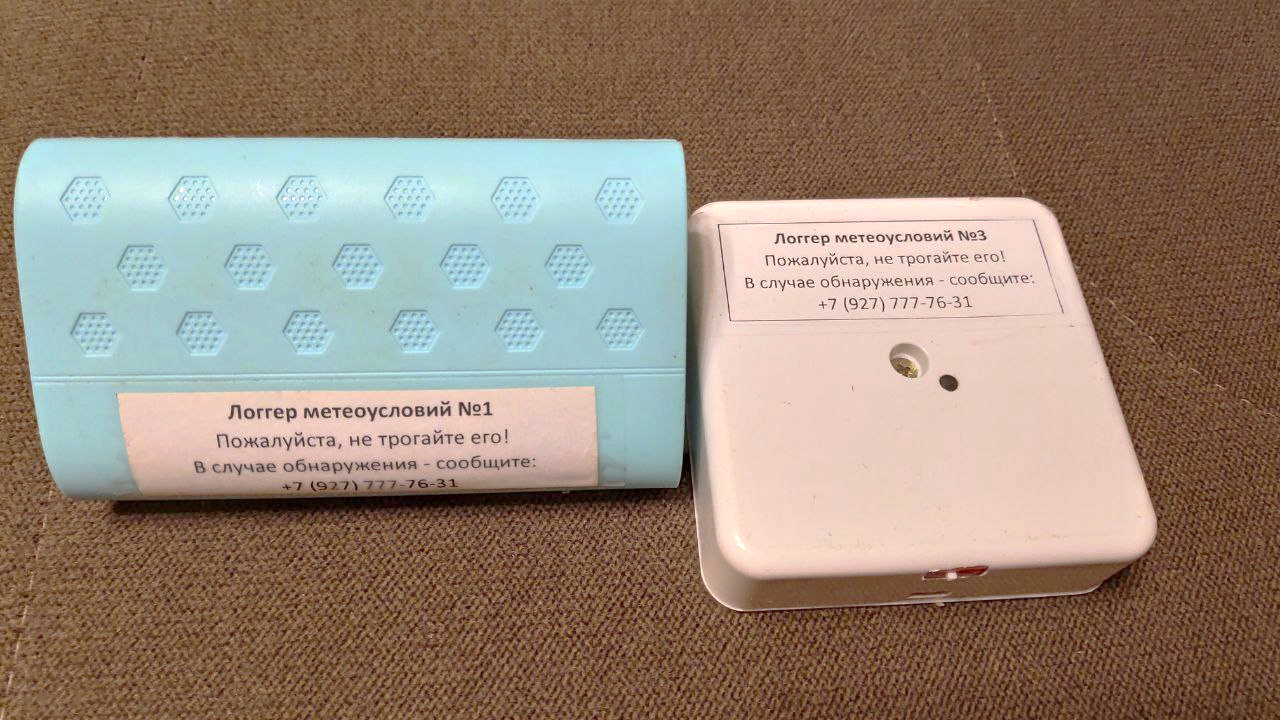 Логгер метеоусловий №1
Пожалуйста, не трогайте его!
В случае обнаружения - сообщите:
+7 (927) 777-76-31
Логгер метеоусловий №3
Пожалуйста, не трогайте его!
В случае обнаружения - сообщите:
+7 (927) 777-76-31